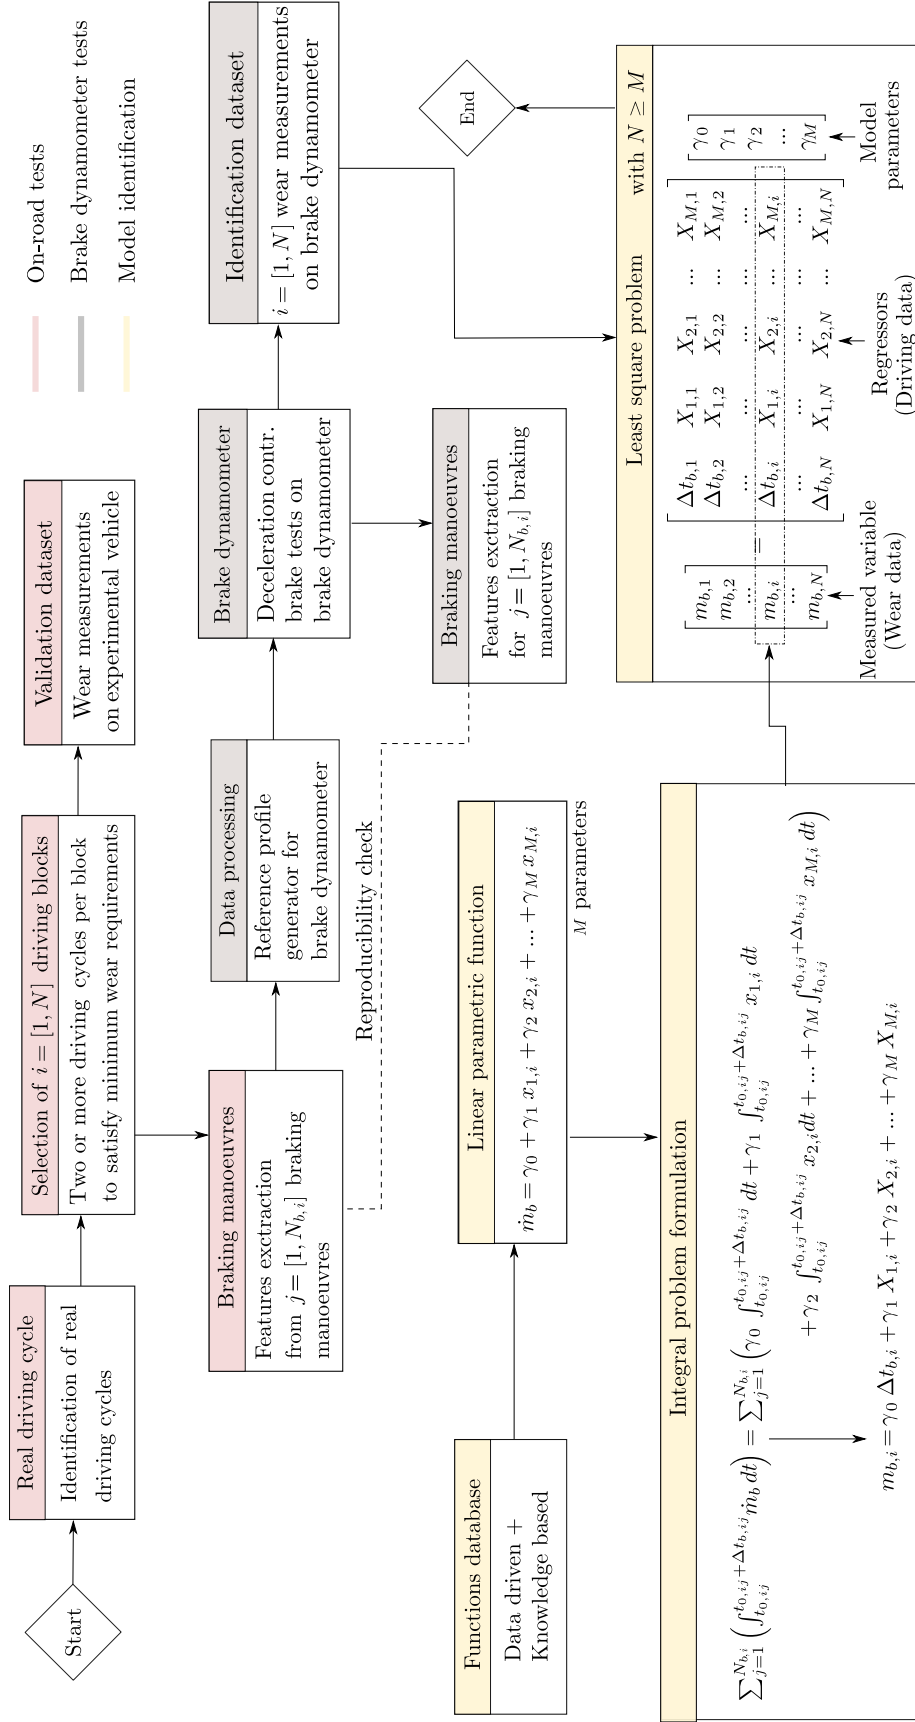 On-road tests
Brake dynamometer tests
Model identification
Start
Real driving cycle
Identification of real
driving cycles
Selection of i = [1, N] driving blocks
Two or more driving cycles per block
to satisfy minimum wear requirements
Validation dataset
Wear measurements
on experimental vehicle
Braking manoeuvres
Features exctraction
from j = [1, N_{b,i}] braking
manoeuvres
Data processing
Reference profile
generator for
brake dynamometer
Brake dynamometer
Deceleration contr.
brake tests on
brake dynamometer
Identification dataset
i = [1, N] wear measurements
on brake dynamometer
Reproducibility check
Braking manoeuvres
Features exctraction
for j = [1, N_{b,i}] braking
manoeuvres
End
Functions database
Data driven +
Knowledge based
Linear parametric function
ṁ_b = γ_0 + γ_1 x_{1,i} + γ_2 x_{2,i} + ... + γ_M x_{M,i}
M parameters
Integral problem formulation
∑_{j=1}^{N_{b,i}} (∫_{t_{0,ij}}^{t_{0,ij}+Δt_{b,ij}} ṁ_b dt) = ∑_{j=1}^{N_{b,i}} (γ_0 ∫_{t_{0,ij}}^{t_{0,ij}+Δt_{b,ij}} dt + γ_1 ∫_{t_{0,ij}}^{t_{0,ij}+Δt_{b,ij}} x_{1,i} dt
+γ_2 ∫_{t_{0,ij}}^{t_{0,ij}+Δt_{b,ij}} x_{2,i} dt + ... + γ_M ∫_{t_{0,ij}}^{t_{0,ij}+Δt_{b,ij}} x_{M,i} dt)
m_{b,i} = γ_0 Δt_{b,i} + γ_1 X_{1,i} + γ_2 X_{2,i} + ... + γ_M X_{M,i}
Least square problem with N ≥ M
m_{b,1} Δt_{b,1} X_{1,1} X_{2,1} ... X_{M,1} γ_0
m_{b,2} Δt_{b,2} X_{1,2} X_{2,2} ... X_{M,2} γ_1
... = ... ... ... ... γ_2
m_{b,i} Δt_{b,i} X_{1,i} X_{2,i} ... X_{M,i} ...
... ... ... ... ...
m_{b,N} Δt_{b,N} X_{1,N} X_{2,N} ... X_{M,N} γ_M
Measured variable
(Wear data)
Regressors
(Driving data)
Model
parameters